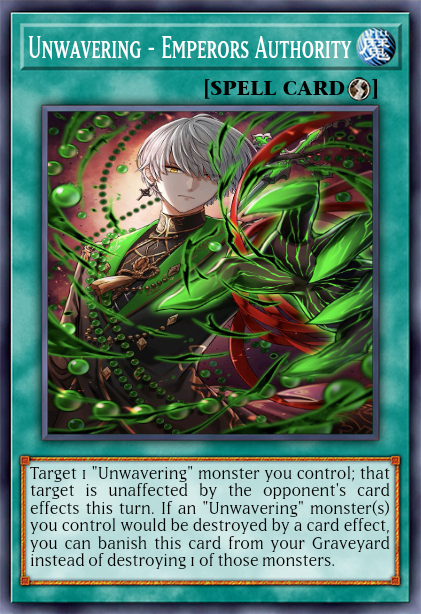 Unwavering - Emperors Authority 魔
[SPELL CARD]
Target 1 "Unwavering" monster you control; that
target is unaffected by the opponent's card
effects this turn. If an "Unwavering" monster(s)
you control would be destroyed by a card effect,
you can banish this card from your Graveyard
instead of destroying 1 of those monsters.